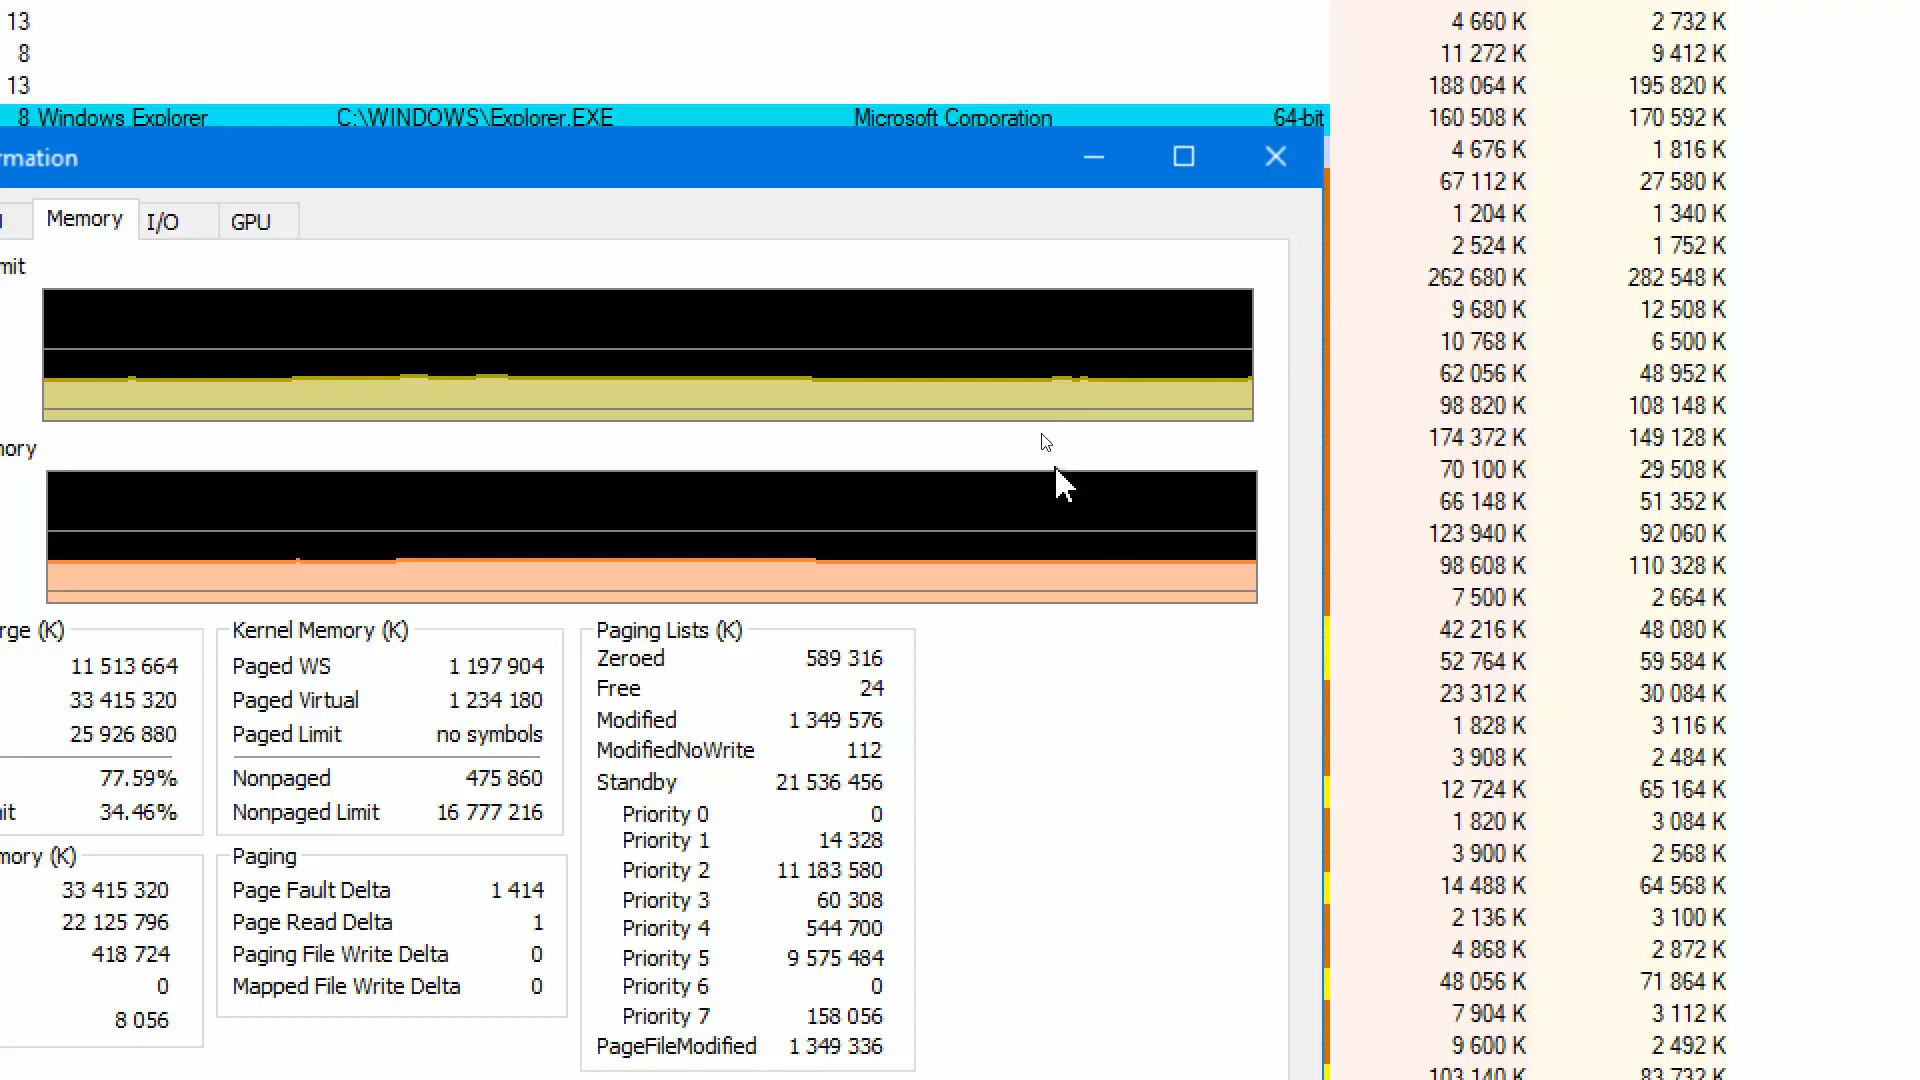 13 4 660 K 2 732 K
8 11 272 K 9 412 K
13 188 064 K 195 820 K
8 Windows Explorer C:\WINDOWS\Explorer.EXE Microsoft Corporation 64-bit 160 508 K 170 592 K
rmation
4 676 K 1 816 K
67 112 K 27 580 K
Memory I/O GPU
1 204 K 1 340 K
2 524 K 1 752 K
mit
262 680 K 282 548 K
9 680 K 12 508 K
10 768 K 6 500 K
62 056 K 48 952 K
98 820 K 108 148 K
174 372 K 149 128 K
ory
70 100 K 29 508 K
66 148 K 51 352 K
123 940 K 92 060 K
98 608 K 110 328 K
7 500 K 2 664 K
42 216 K 48 080 K
52 764 K 59 584 K
23 312 K 30 084 K
1 828 K 3 116 K
3 908 K 2 484 K
12 724 K 65 164 K
1 820 K 3 084 K
3 900 K 2 568 K
14 488 K 64 568 K
2 136 K 3 100 K
4 868 K 2 872 K
48 056 K 71 864 K
7 904 K 3 112 K
9 600 K 2 492 K
103 140 K 83 732 K
rge (K)
11 513 664
33 415 320
25 926 880
77.59%
it 34.46%
mory (K)
33 415 320
22 125 796
418 724
0
8 056
Kernel Memory (K)
Paged WS 1 197 904
Paged Virtual 1 234 180
Paged Limit no symbols
Nonpaged 475 860
Nonpaged Limit 16 777 216
Paging
Page Fault Delta 1 414
Page Read Delta 1
Paging File Write Delta 0
Mapped File Write Delta 0
Paging Lists (K)
Zeroed 589 316
Free 24
Modified 1 349 576
ModifiedNoWrite 112
Standby 21 536 456
Priority 0 0
Priority 1 14 328
Priority 2 11 183 580
Priority 3 60 308
Priority 4 544 700
Priority 5 9 575 484
Priority 6 0
Priority 7 158 056
PageFileModified 1 349 336